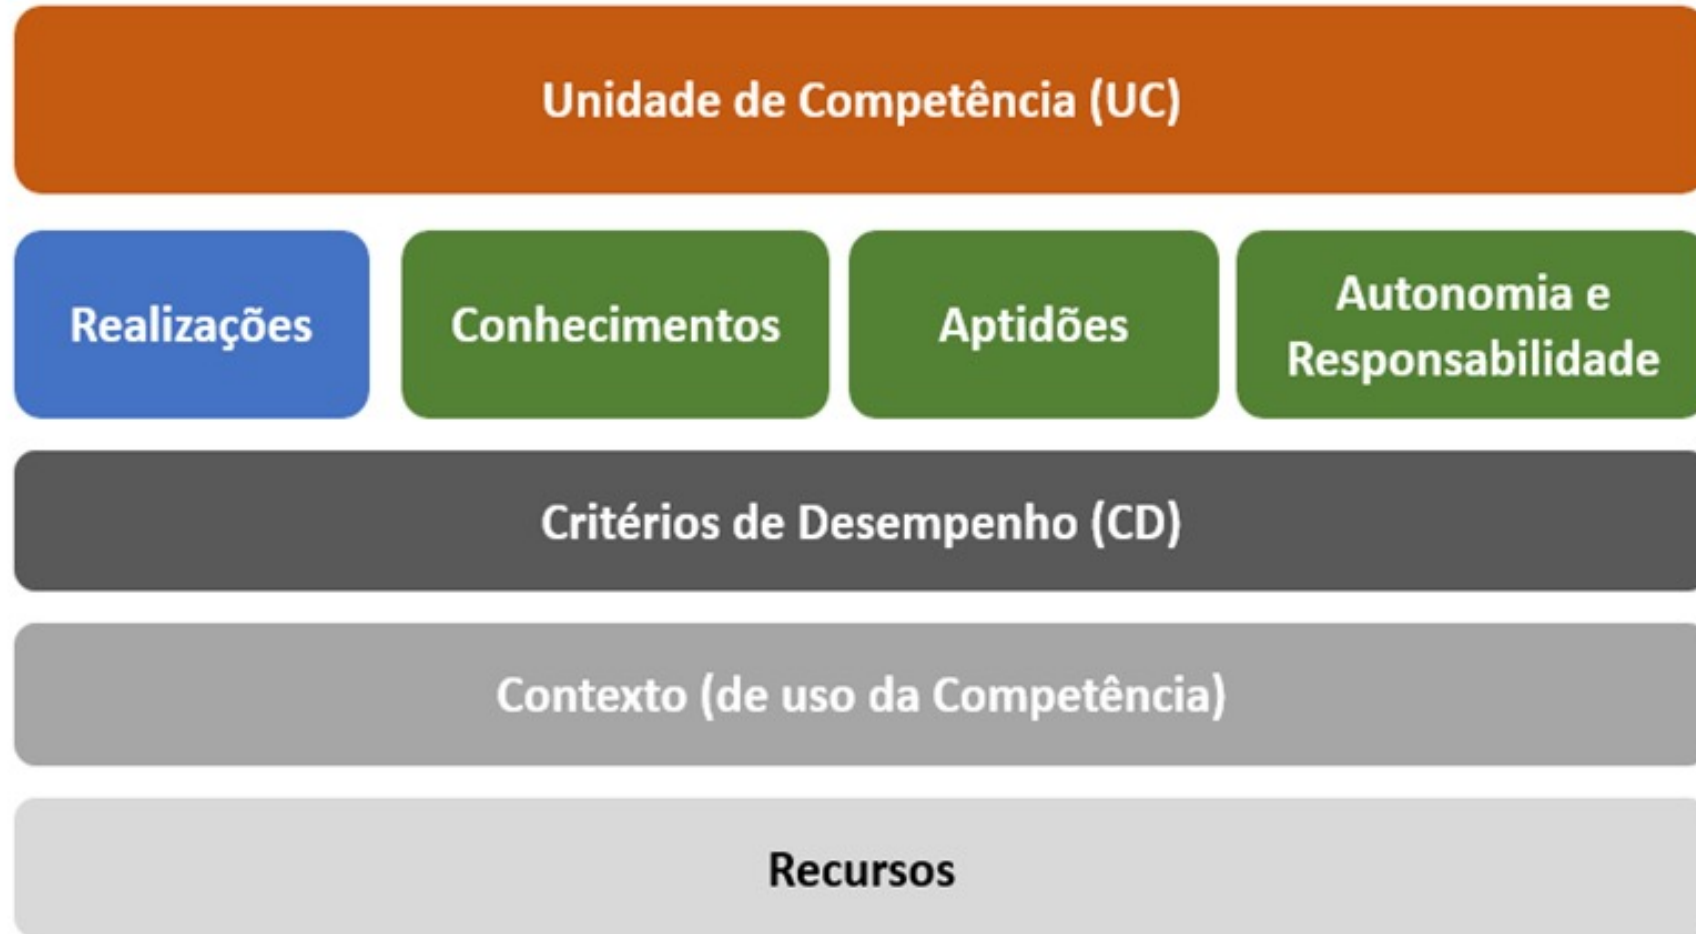 Unidade de Competência (UC)
Realizações
Conhecimentos
Aptidões
Autonomia e
Responsabilidade
Critérios de Desempenho (CD)
Contexto (de uso da Competência)
Recursos